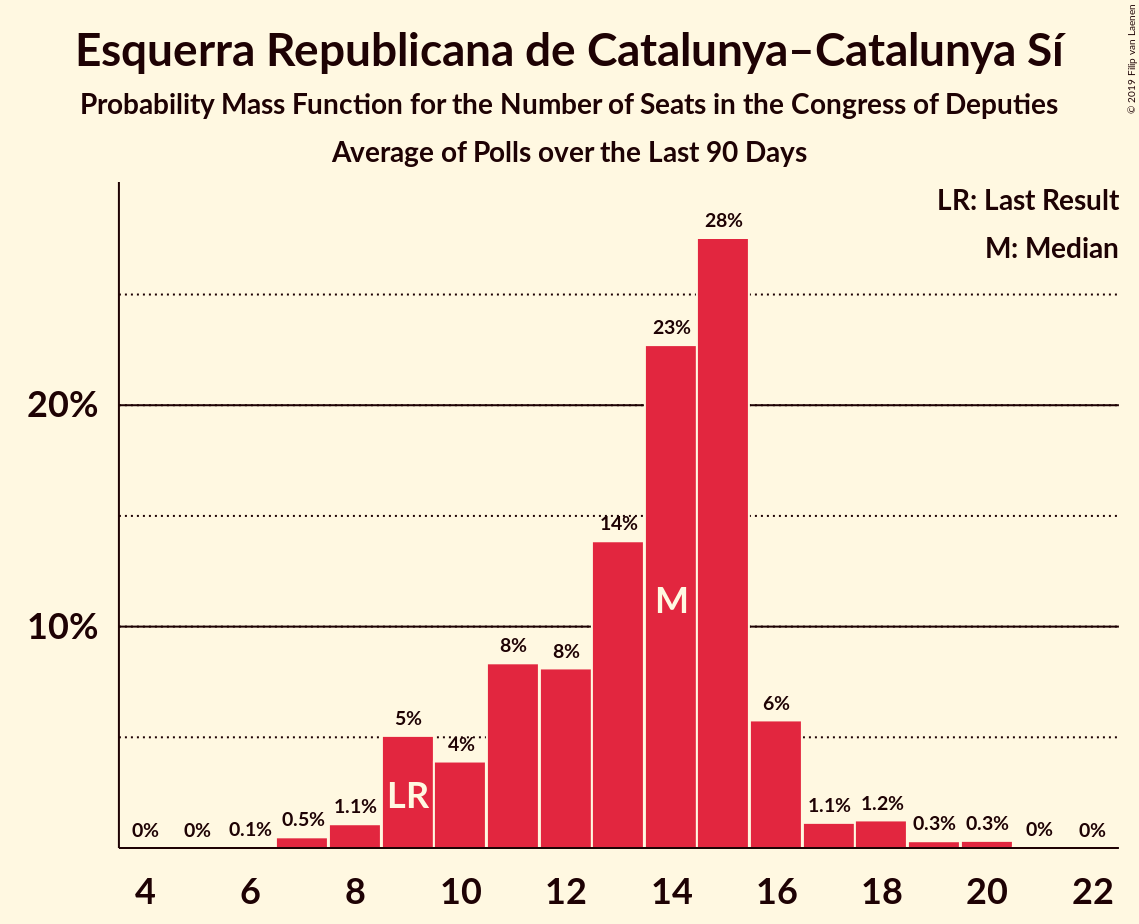 Esquerra Republicana de Catalunya–Catalunya Sí
Probability Mass Function for the Number of Seats in the Congress of Deputies
Average of Polls over the Last 90 Days
© 2019 Filip van Laenen
LR: Last Result
M: Median
28%
23%
20%
14%
M
10%
8%
8%
6%
5%
4%
LR
0%
0%
0.1%
0.5%
1.1%
1.1%
1.2%
0.3%
0.3%
0%
0%
4 6 8 10 12 14 16 18 20 22